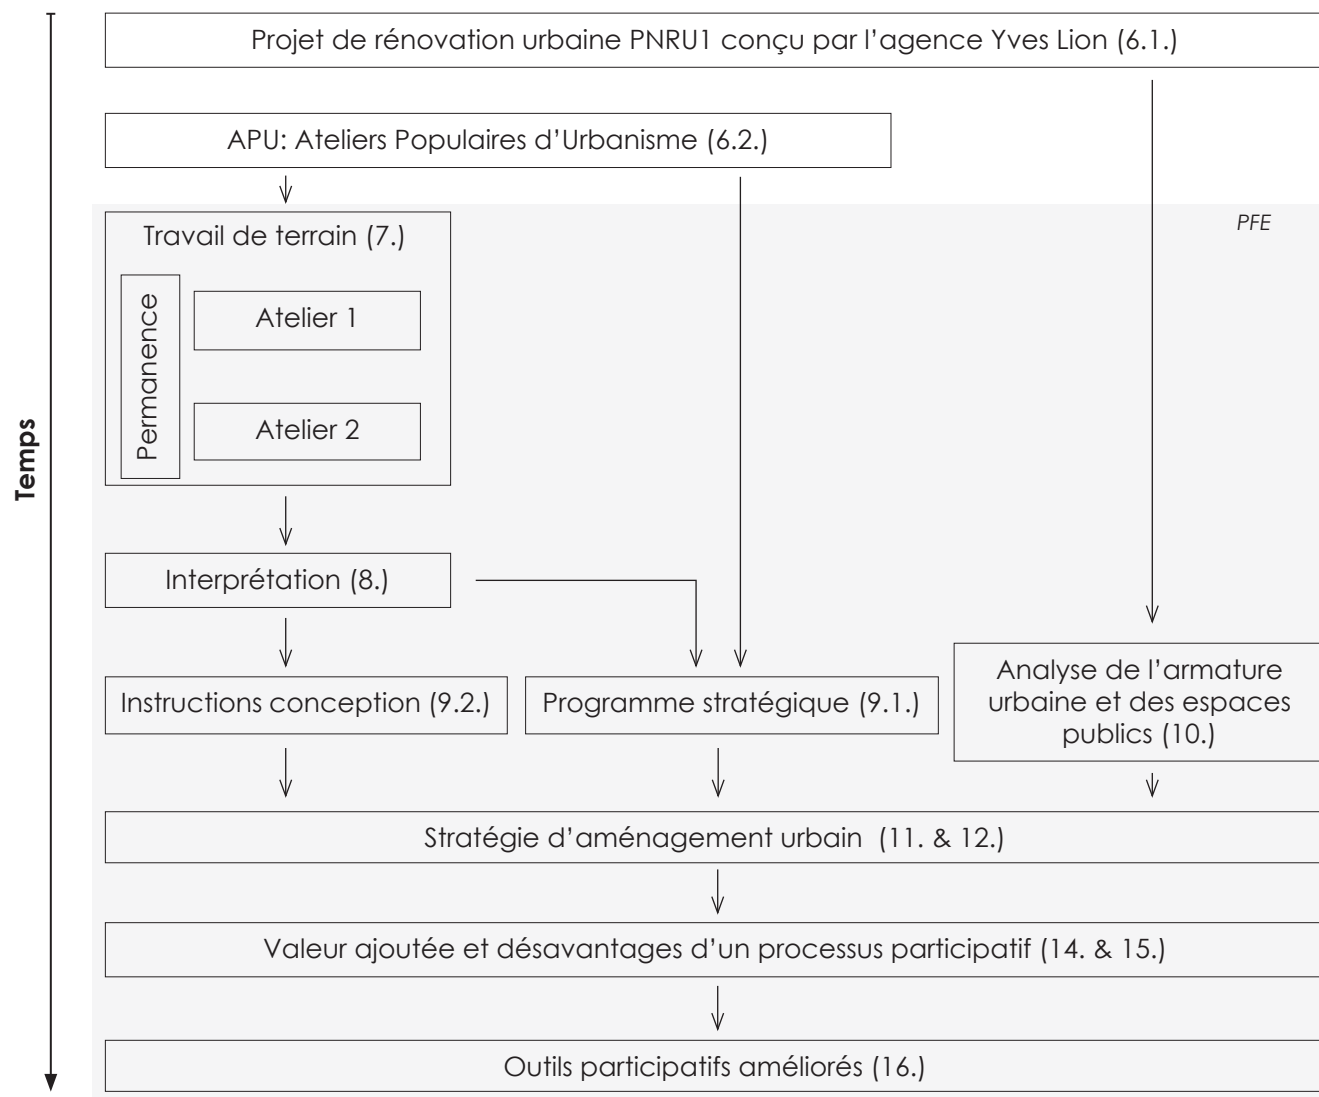 Projet de rénovation urbaine PNRU1 conçu par l'agence Yves Lion (6.1.)
APU: Ateliers Populaires d'Urbanisme (6.2.)
PFE
Travail de terrain (7.)
Permanence
Atelier 1
Atelier 2
Temps
Interprétation (8.)
Instructions conception (9.2.)
Programme stratégique (9.1.)
Analyse de l'armature
urbaine et des espaces
publics (10.)
Stratégie d'aménagement urbain (11. & 12.)
Valeur ajoutée et désavantages d'un processus participatif (14. & 15.)
Outils participatifs améliorés (16.)